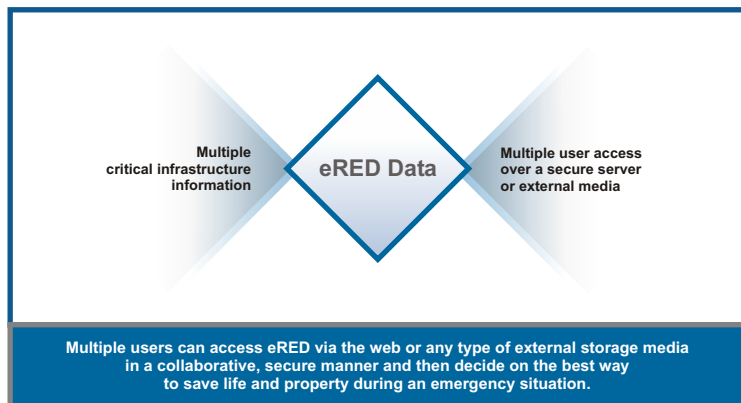 Multiple
critical infrastructure
information
eRED Data
Multiple user access
over a secure server
or external media
Multiple users can access eRED via the web or any type of external storage media
in a collaborative, secure manner and then decide on the best way
to save life and property during an emergency situation.